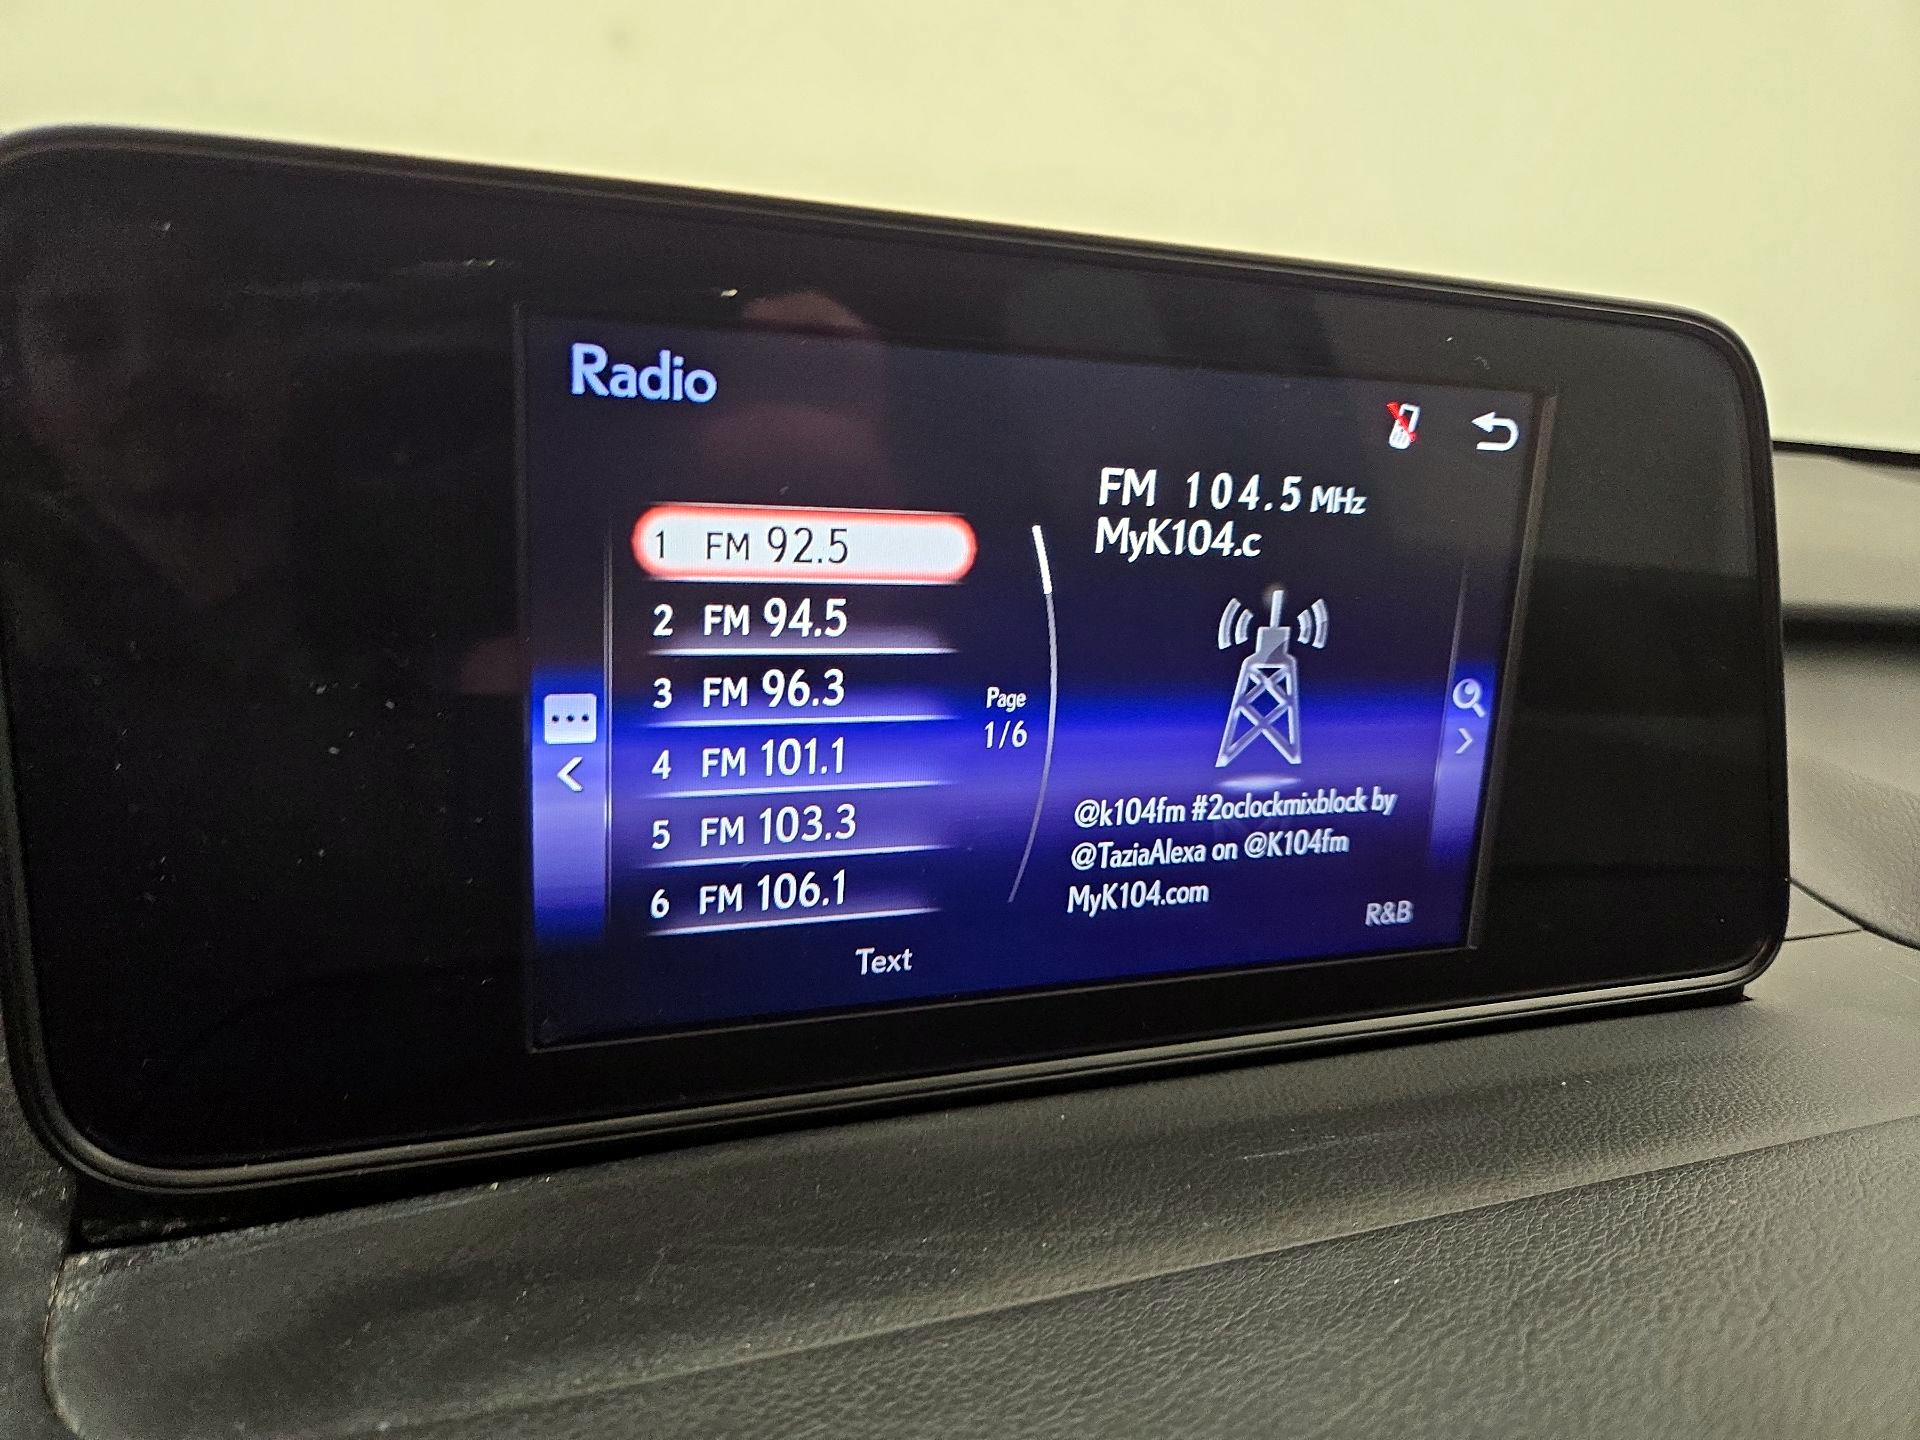 Radio
1 FM 92.5
2 FM 94.5
3 FM 96.3
4 FM 101.1
5 FM 103.3
6 FM 106.1
Page
1/6
Text
FM 104.5 MHz
MyK104.c
@k104fm #2oclockmixblock by
@TaziaAlexa on @K104fm
MyK104.com
R&B